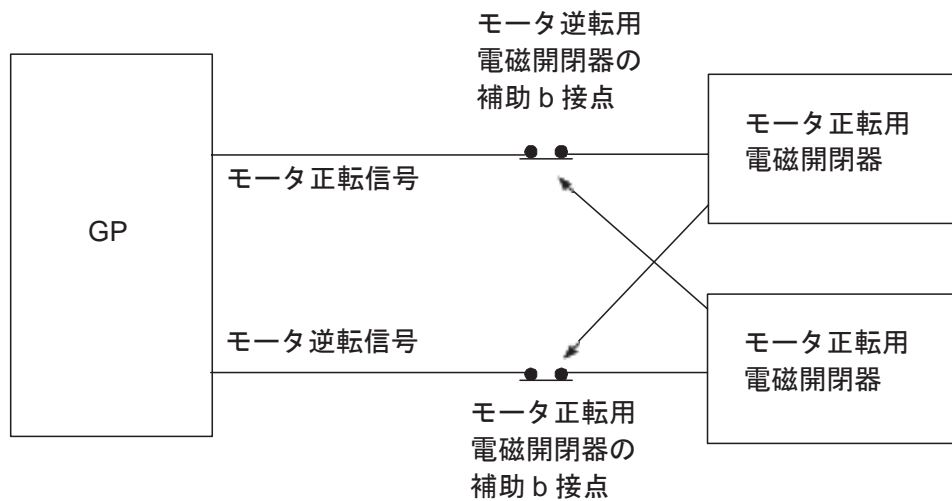 モータ逆転用
電磁開閉器の
補助 b 接点
モータ正転用
電磁開閉器
モータ正転信号
GP
モータ逆転信号
モータ正転用
電磁開閉器
モータ正転用
電磁開閉器の
補助 b 接点